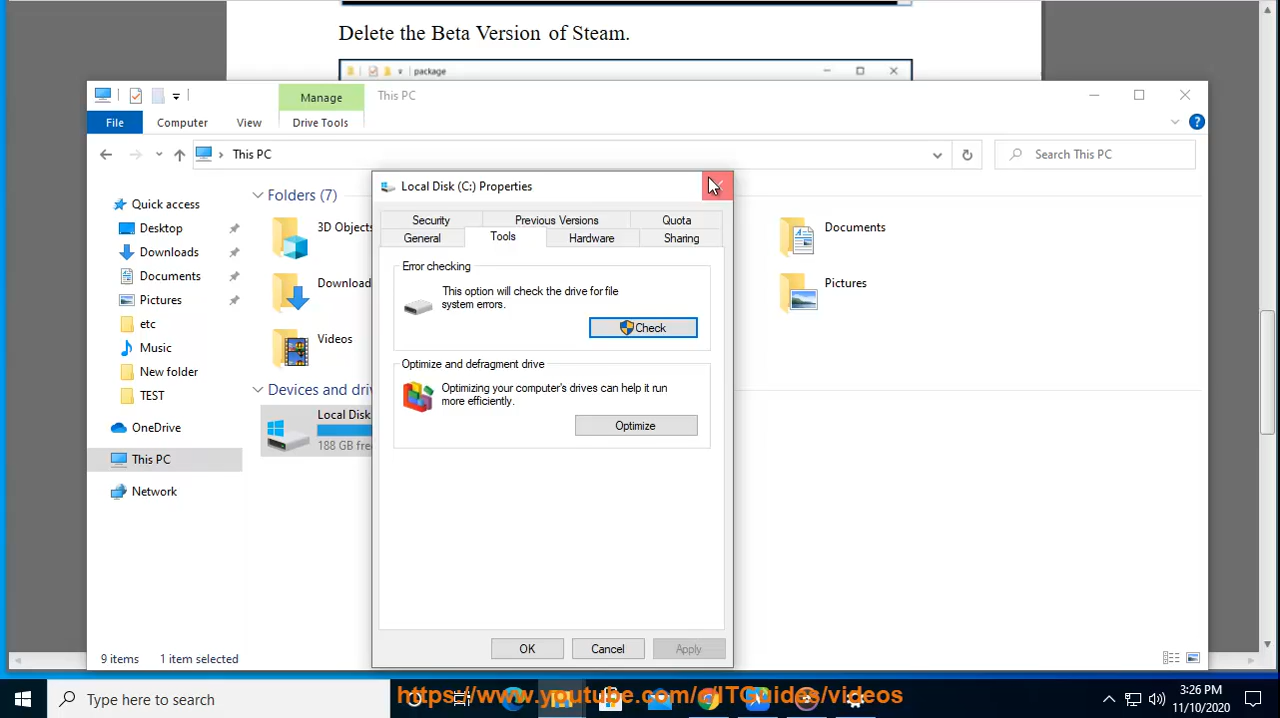 Delete the Beta Version of Steam.
package
Manage
This PC
File
Computer
View
Drive Tools
This PC
Search This PC
Local Disk (C:) Properties
Security
Previous Versions
Quota
General
Tools
Hardware
Sharing
Error checking
This option will check the drive for file
system errors.
Check
Optimize and defragment drive
Optimizing your computer's drives can help it run
more efficiently.
Optimize
OK
Cancel
Apply
Quick access
Desktop
Downloads
Documents
Pictures
etc
Music
New folder
TEST
OneDrive
This PC
Network
Folders (7)
3D Objects
Documents
Download
Pictures
Videos
Devices and driv
Local Disk
188 GB fre
9 items
1 item selected
Type here to search
https://www.youtube.com/@ITGuides/videos
3:26 PM
11/10/2020